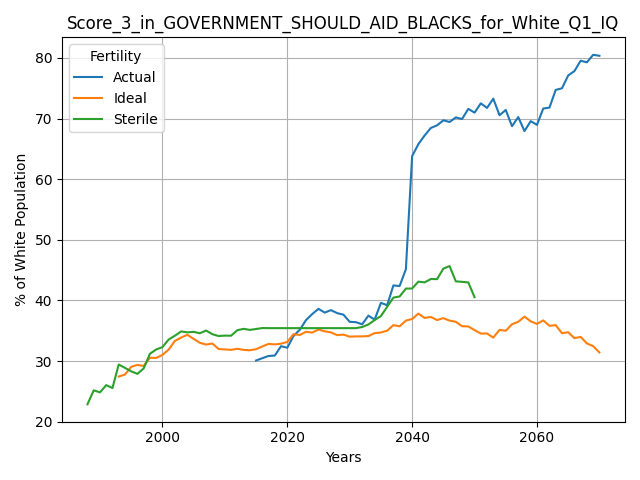 Score_3_in_GOVERNMENT_SHOULD_AID_BLACKS_for_White_Q1_IQ
Fertility
Actual
Ideal
Sterile
% of White Population
80
70
60
50
40
30
20
2000
2020
2040
2060
Years